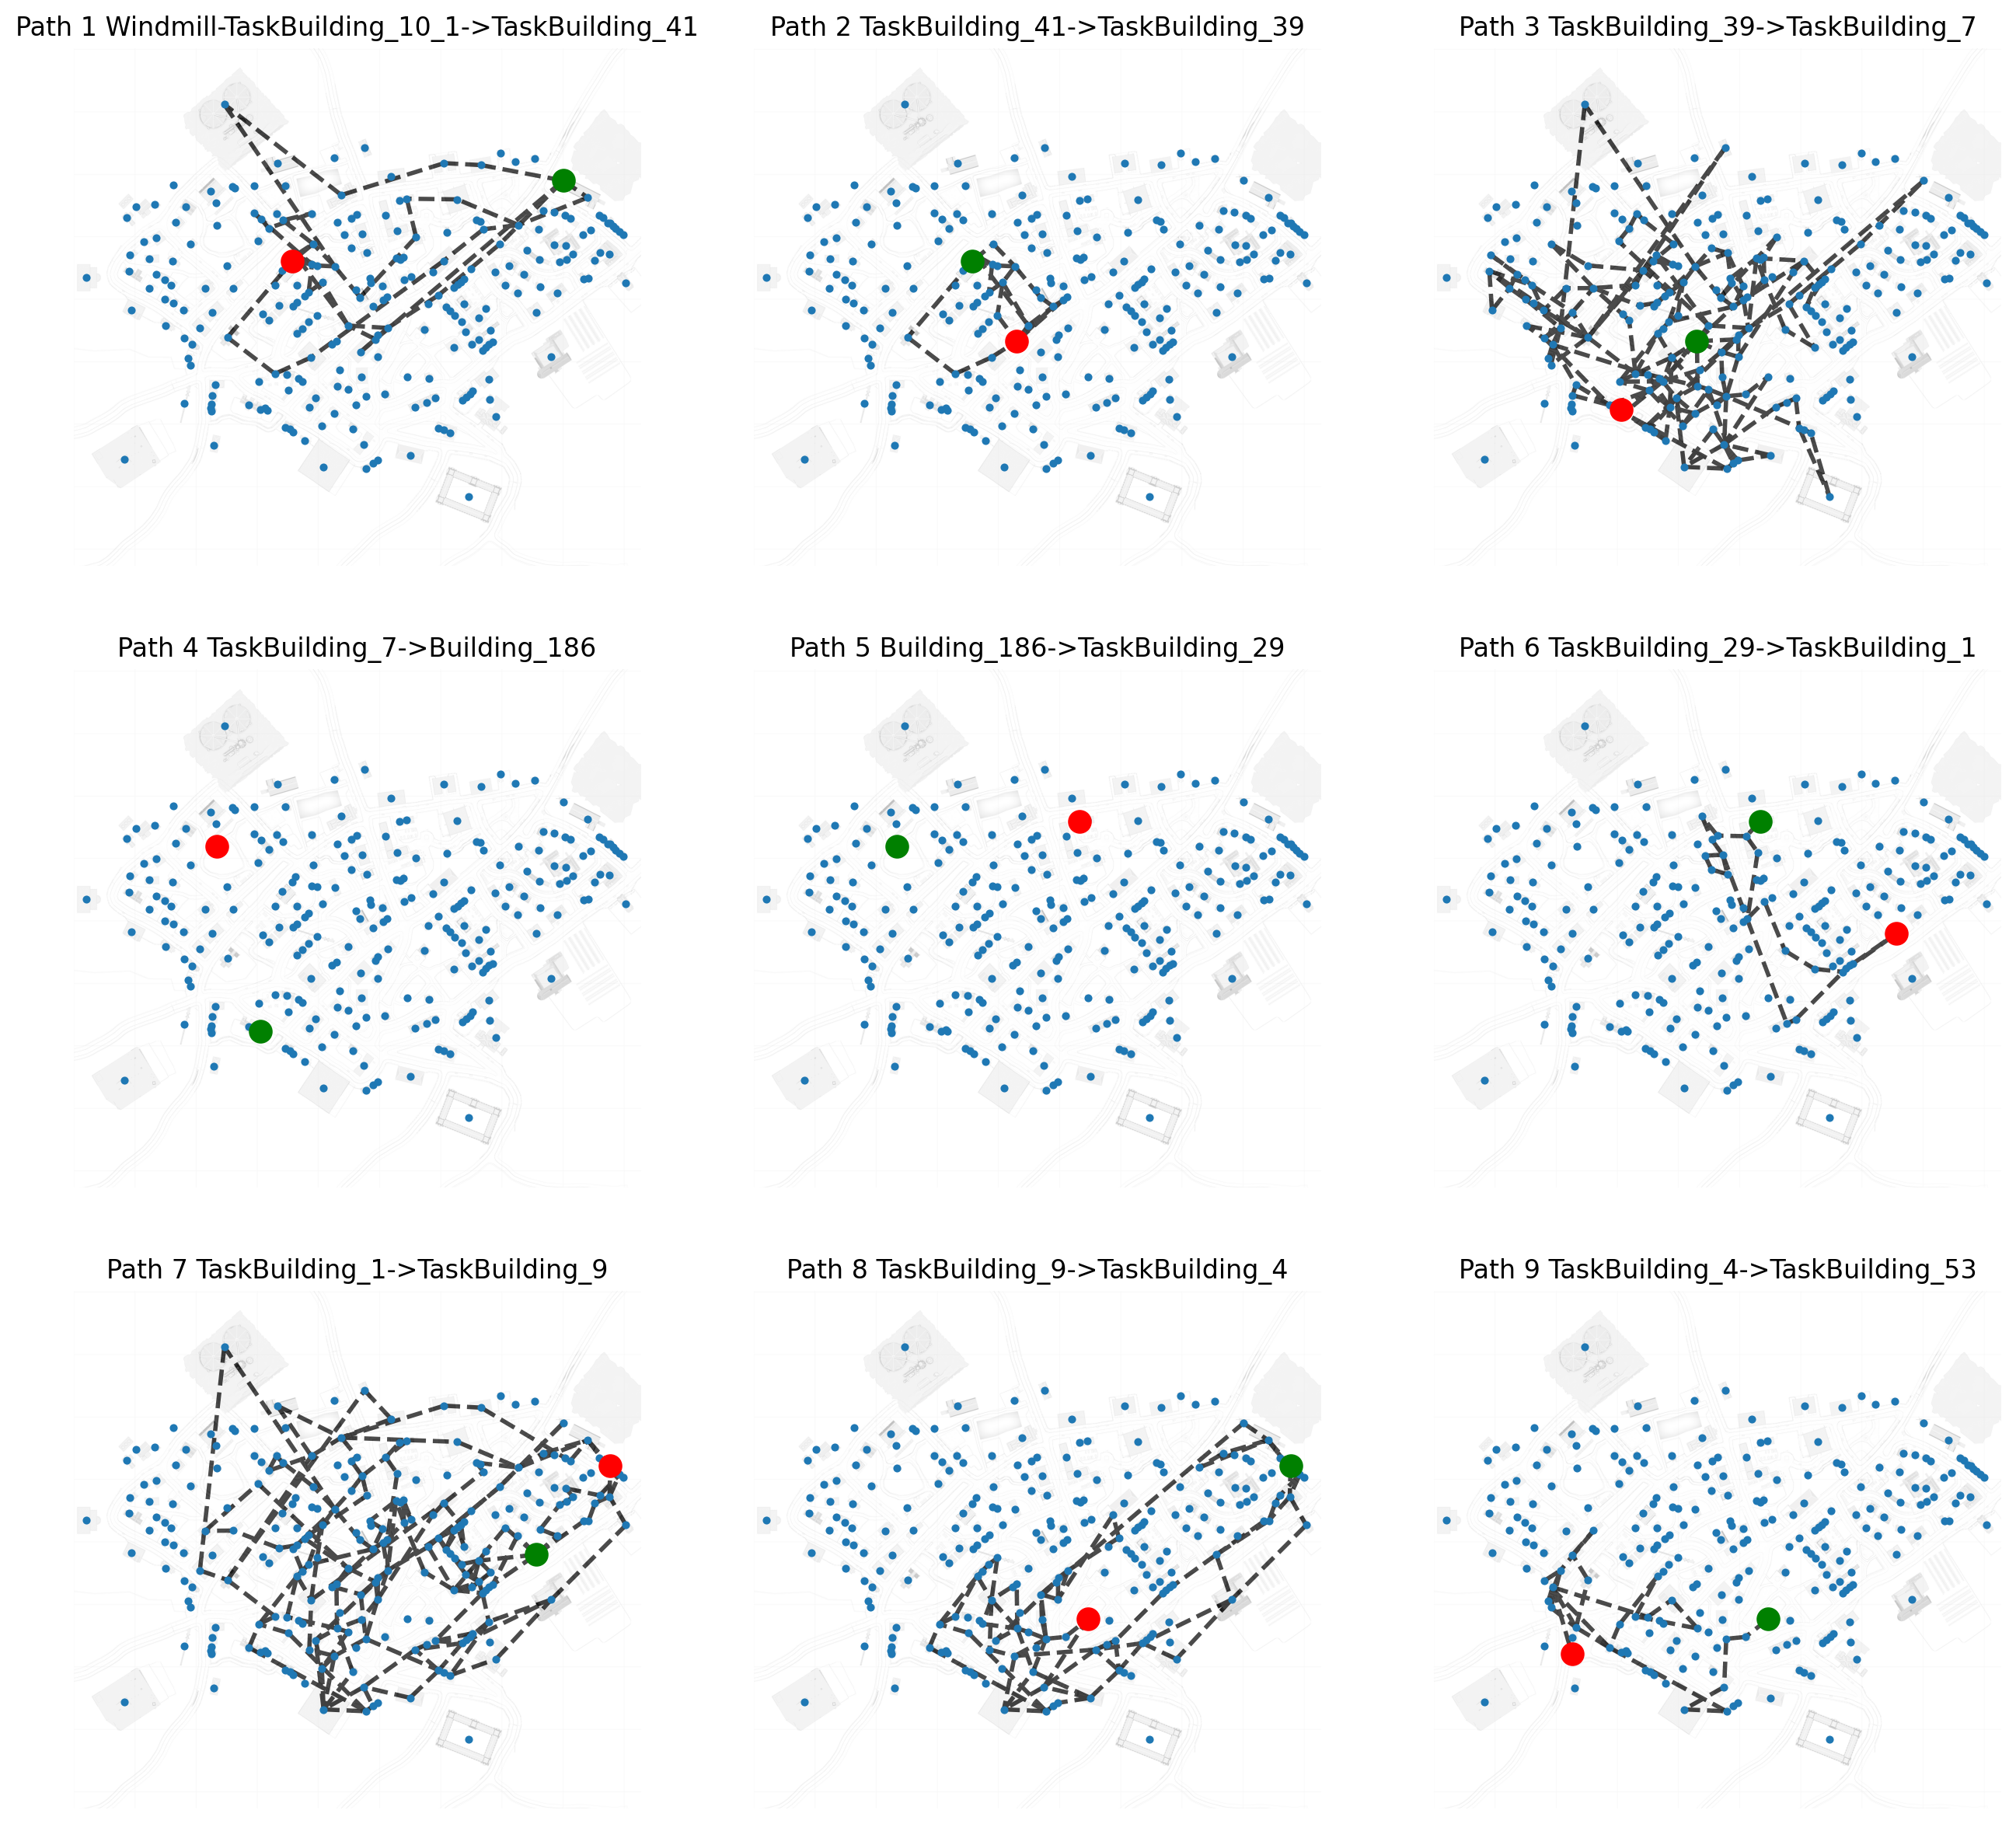 Path 1 Windmill-TaskBuilding_10_1->TaskBuilding_41
Path 2 TaskBuilding_41->TaskBuilding_39
Path 3 TaskBuilding_39->TaskBuilding_7
Path 4 TaskBuilding_7->Building_186
Path 5 Building_186->TaskBuilding_29
Path 6 TaskBuilding_29->TaskBuilding_1
Path 7 TaskBuilding_1->TaskBuilding_9
Path 8 TaskBuilding_9->TaskBuilding_4
Path 9 TaskBuilding_4->TaskBuilding_53